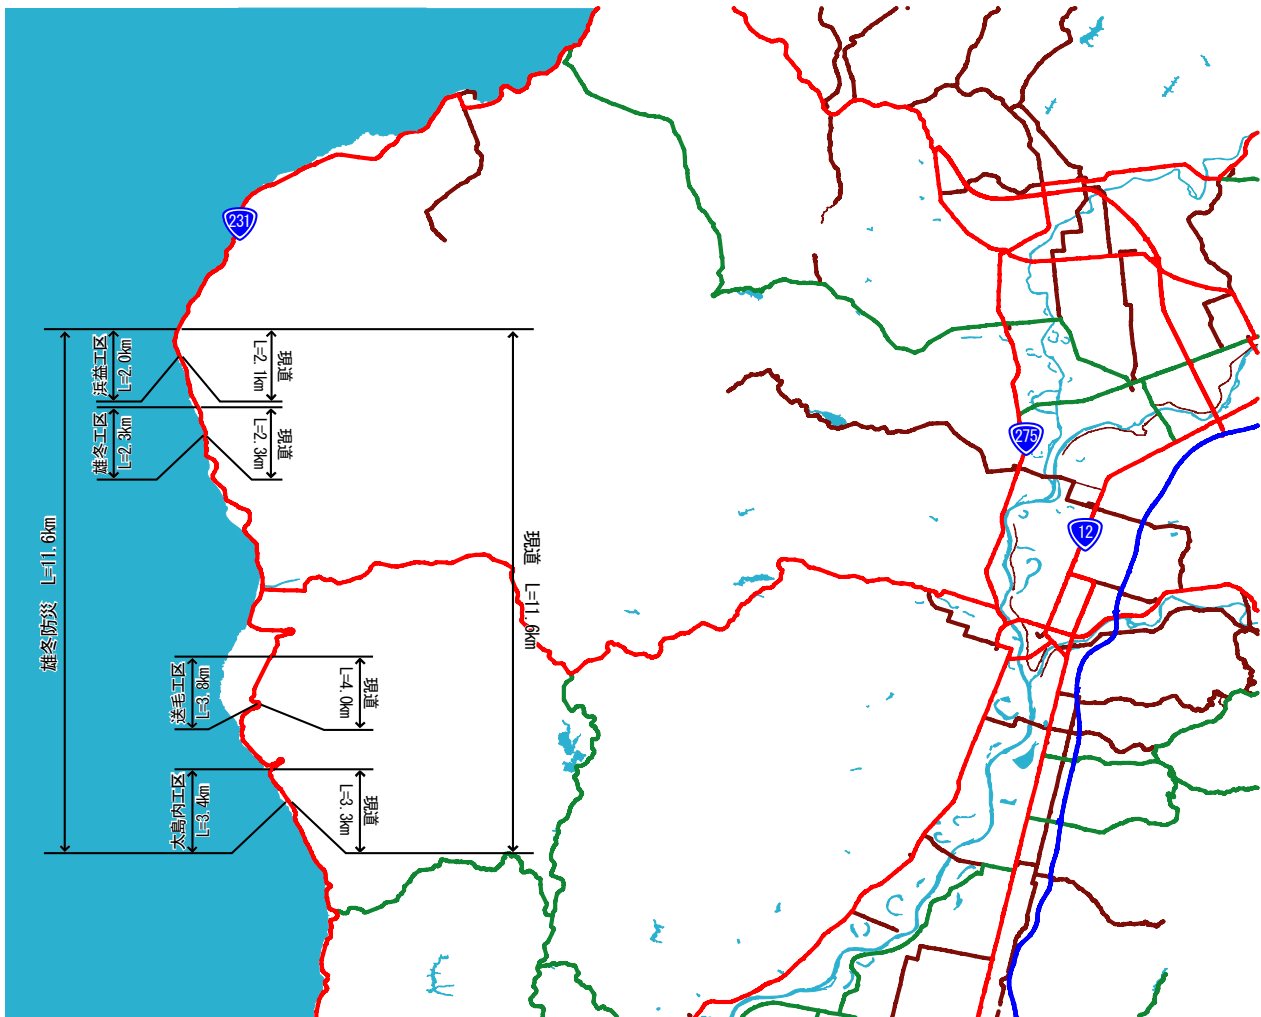 231
浜益工区
L=2.0km
現道
L=2.1km
雄冬工区
L=2.3km
現道
L=2.3km
275
12
雄冬防災 L=11.6km
現道 L=11.6km
送毛工区
L=3.8km
現道
L=4.0km
太島内工区
L=3.4km
現道
L=3.3km